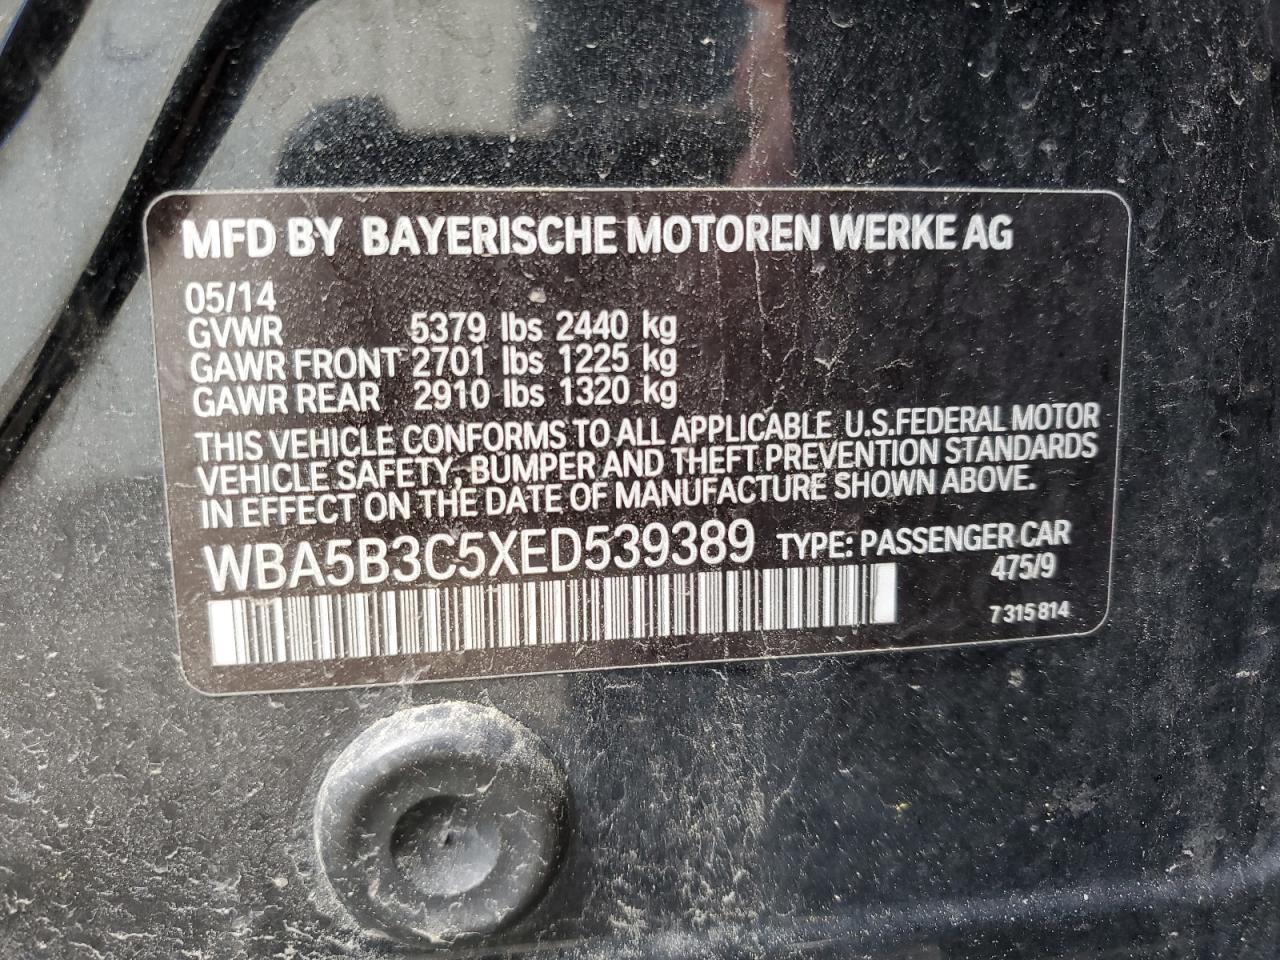 MFD BY BAYERISCHE MOTOREN WERKE AG
05/14
GVWR 5379 lbs 2440 kg
GAWR FRONT 2701 lbs 1225 kg
GAWR REAR 2910 lbs 1320 kg
THIS VEHICLE CONFORMS TO ALL APPLICABLE U.S.FEDERAL MOTOR
VEHICLE SAFETY, BUMPER AND THEFT PREVENTION STANDARDS
IN EFFECT ON THE DATE OF MANUFACTURE SHOWN ABOVE.
WBA5B3C5XED539389 TYPE: PASSENGER CAR
475/9
7 315 814